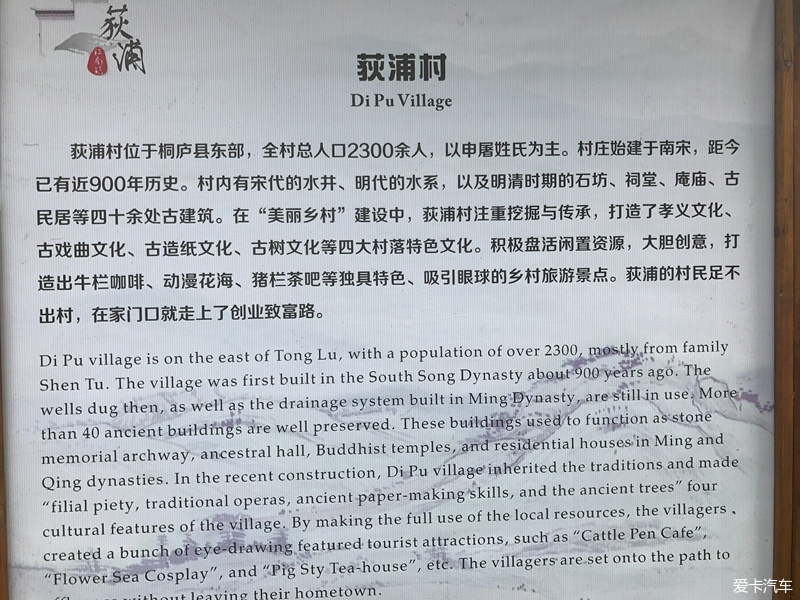 荻浦
荻浦村
Di Pu Village
荻浦村位于桐庐县东部，全村总人口2300余人，以申屠姓氏为主。村庄始建于南宋，距今
已有近900年历史。村内有宋代的水井、明代的水系，以及明清时期的石坊、祠堂、庵庙、古
民居等四十余处古建筑。在“美丽乡村”建设中，荻浦村注重挖掘与传承，打造了孝义文化、
古戏曲文化、古造纸文化、古树文化等四大村落特色文化。积极盘活闲置资源，大胆创意，打
造出牛栏咖啡、动漫花海、猪栏茶吧等独具特色、吸引眼球的乡村旅游景点。荻浦的村民足不
出村，在家门口就走上了创业致富路。
Di Pu village is on the east of Tong Lu, with a population of over 2300, mostly from family
Shen Tu. The village was first built in the South Song Dynasty about 900 years ago. The
wells dug then, as well as the drainage system built in Ming Dynasty, are still in use. More
than 40 ancient buildings are well preserved. These buildings used to function as stone
memorial archway, ancestral hall, Buddhist temples, and residential houses in Ming and
Qing dynasties. In the recent construction, Di Pu village inherited the traditions and made
“filial piety, traditional operas, ancient paper-making skills, and the ancient trees” four
cultural features of the village. By making the full use of the local resources, the villagers
created a bunch of eye-drawing featured tourist attractions, such as “Cattle Pen Cafe”,
“Flower Sea Cosplay”, and “Pig Sty Tea-house”, etc. The villagers are set onto the path to
without leaving their hometown.
爱卡汽车